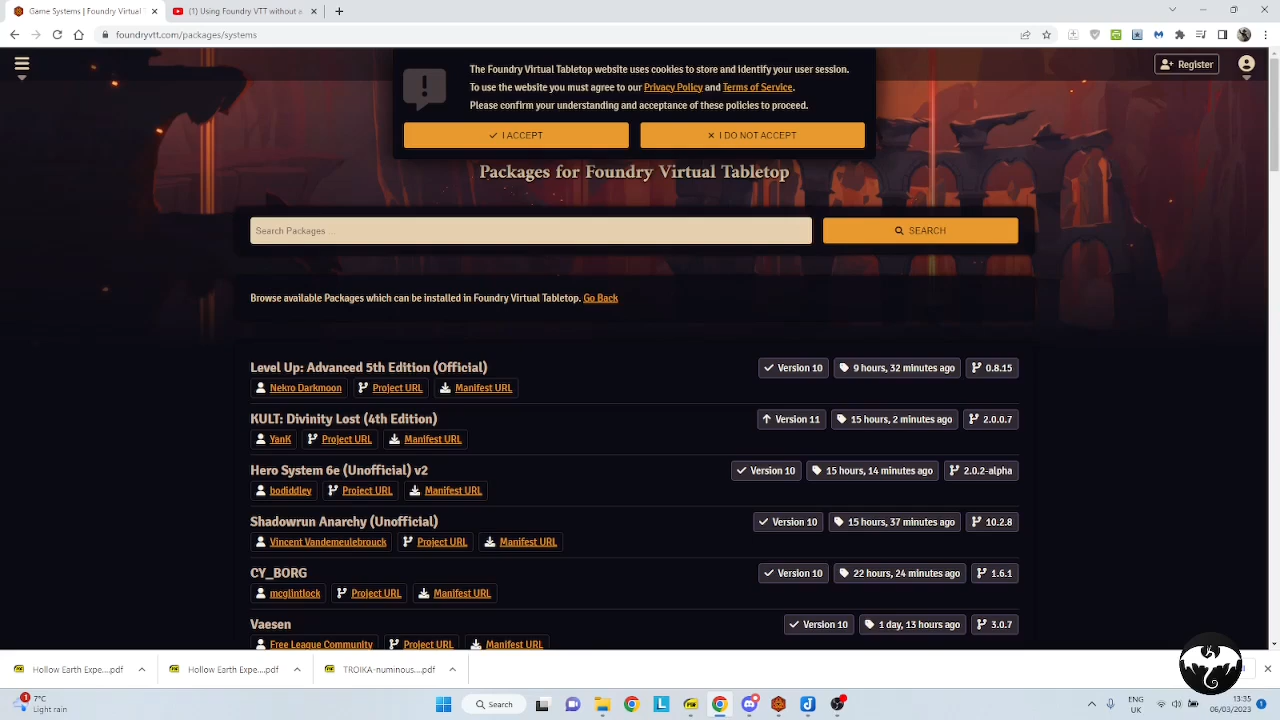 Game Systems | Foundry Virtual T
(1) Using Foundry VTT without a
foundryvtt.com/packages/systems
The Foundry Virtual Tabletop website uses cookies to store and identify your user session.
To use the website you must agree to our Privacy Policy and Terms of Service.
Please confirm your understanding and acceptance of these policies to proceed.
I ACCEPT
I DO NOT ACCEPT
Register
Packages for Foundry Virtual Tabletop
Search Packages ...
SEARCH
Browse available Packages which can be installed in Foundry Virtual Tabletop. Go Back
Level Up: Advanced 5th Edition (Official)
Version 10 9 hours, 32 minutes ago 0.8.15
Nekro Darkmoon Project URL Manifest URL
KULT: Divinity Lost (4th Edition)
Version 11 15 hours, 2 minutes ago 2.0.0.7
YanK Project URL Manifest URL
Hero System 6e (Unofficial) v2
Version 10 15 hours, 14 minutes ago 2.0.2-alpha
bodiddley Project URL Manifest URL
Shadowrun Anarchy (Unofficial)
Version 10 15 hours, 37 minutes ago 10.2.8
Vincent Vandemeulebrouck Project URL Manifest URL
CY_BORG
Version 10 22 hours, 24 minutes ago 1.6.1
mcglintlock Project URL Manifest URL
Vaesen
Version 10 1 day, 13 hours ago 3.0.7
Free League Community Project URL Manifest URL
Hollow Earth Expe....pdf
Hollow Earth Expe....pdf
TROIKA-numinous....pdf
7°C
Light rain
Search
ENG
UK
13:35
06/03/2023